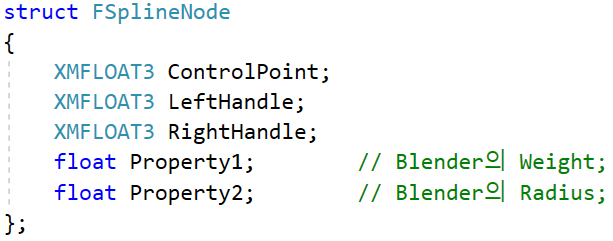 struct FSplineNode
{
    XMFLOAT3 ControlPoint;
    XMFLOAT3 LeftHandle;
    XMFLOAT3 RightHandle;
    float Property1;        // Blender의 Weight;
    float Property2;        // Blender의 Radius;
};